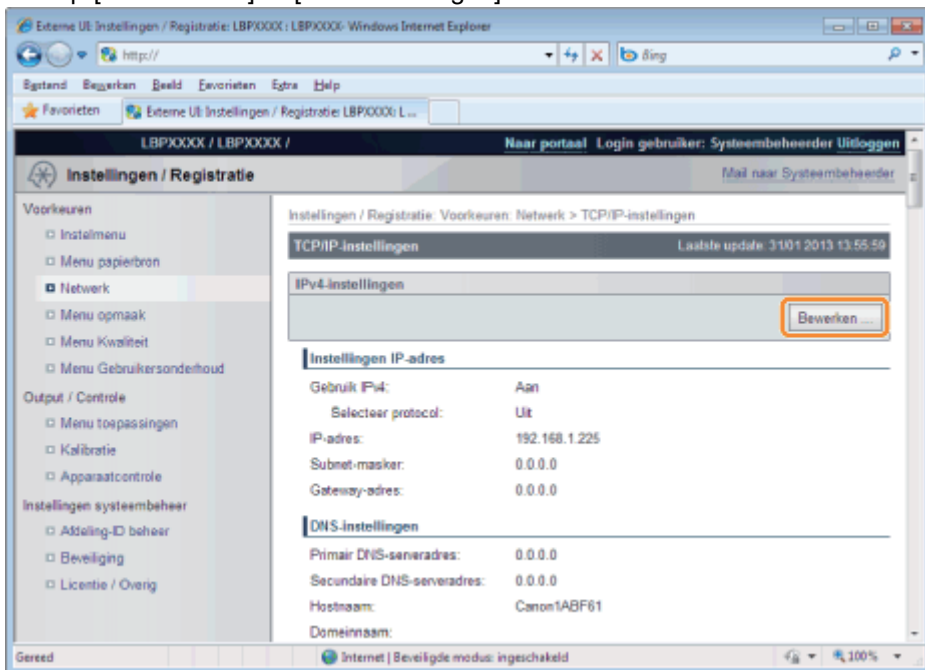 Externe UI: Instellingen / Registratie: LBPXXXX : LBPXXXX- Windows Internet Explorer
http://
Bing
Bestand Bewerken Beeld Favorieten Extra Help
Favorieten Externe UI: Instellingen / Registratie: LBPXXXX: L...
LBPXXXX / LBPXXXX / Naar portaal Login gebruiker: Systeembeheerder Uitloggen
Instellingen / Registratie Mail naar Systeembeheerder
Voorkeuren
Instelmenu
Menu papierbron
Netwerk
Menu opmaak
Menu Kwaliteit
Menu Gebruikersonderhoud
Output / Controle
Menu toepassingen
Kalibratie
Apparaatcontrole
Instellingen systeembeheer
Afdeling-ID beheer
Beveiliging
Licentie / Overig
Instellingen / Registratie: Voorkeuren: Netwerk > TCP/IP-instellingen
TCP/IP-instellingen Laatste update: 31/01 2013 13:55:59
IPv4-instellingen
Bewerken ...
Instellingen IP-adres
Gebruik IPv4: Aan
Selecteer protocol: Uit
IP-adres: 192.168.1.225
Subnet-masker: 0.0.0.0
Gateway-adres: 0.0.0.0
DNS-instellingen
Primair DNS-serveradres: 0.0.0.0
Secundaire DNS-serveradres: 0.0.0.0
Hostnaam: Canon1ABF61
Domeinnaam:
Gereed Internet | Beveiligde modus: ingeschakeld 100%